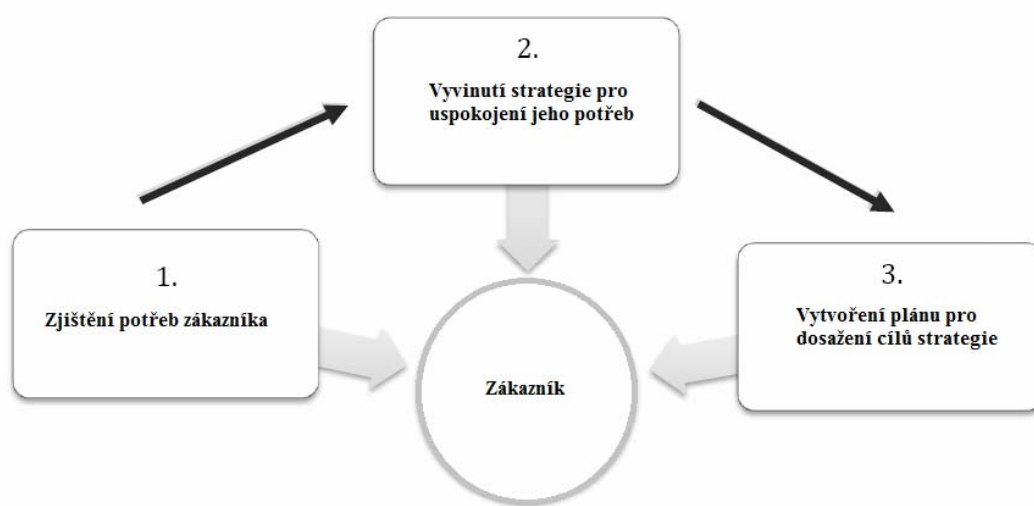 1.
Zjištění potřeb zákazníka
2.
Vyvinutí strategie pro
uspokojení jeho potřeb
3.
Vytvoření plánu pro
dosažení cílů strategie
Zákazník